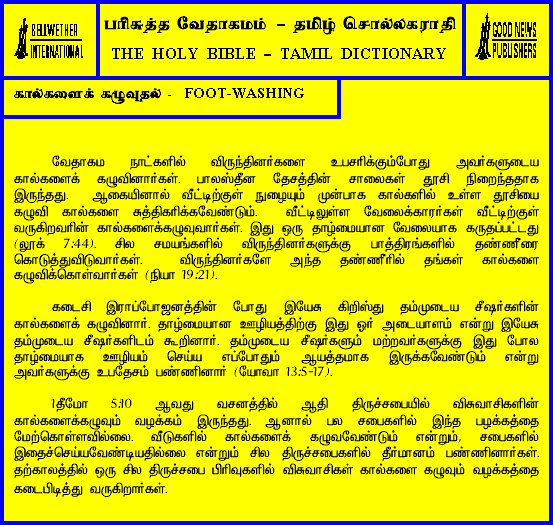 BELLWETHER
INTERNATIONAL
பரிசுத்த வேதாகமம் – தமிழ் சொல்லகராதி
THE HOLY BIBLE – TAMIL DICTIONARY
GOOD NEWS
PUBLISHERS
கால்களைக் கழுவுதல் - FOOT-WASHING
வேதாகம நாட்களில் விருந்தினர்களை உபசரிக்கும்போது அவர்களுடைய
கால்களைக் கழுவினார்கள். பாலஸ்தீன தேசத்தின் சாலைகள் தூசி நிறைந்ததாக
இருந்தது. ஆகையினால் வீட்டிற்குள் நுழையும் முன்பாக கால்களில் உள்ள தூசியை
கழுவி கால்களை சுத்திகரிக்கவேண்டும். வீட்டிலுள்ள வேலைக்காரர்கள் வீட்டிற்குள்
வருகிறவரின் கால்களைக்கழுவுவார்கள். இது ஒரு தாழ்மையான வேலையாக கருதப்பட்டது
(லூக் 7:44). சில சமயங்களில் விருந்தினர்களுக்கு பாத்திரங்களில் தண்ணீரை
கொடுத்துவிடுவார்கள். விருந்தினர்களே அந்த தண்ணீரில் தங்கள் கால்களை
கழுவிக்கொள்வார்கள் (நியா 19:21).
கடைசி இராப்போஜனத்தின் போது இயேசு கிறிஸ்து தம்முடைய சீஷர்களின்
கால்களைக் கழுவினார். தாழ்மையான ஊழியத்திற்கு இது ஓர் அடையாளம் என்று இயேசு
தம்முடைய சீஷர்களிடம் கூறினார். தம்முடைய சீஷர்களும் மற்றவர்களுக்கு இது போல
தாழ்மையாக ஊழியம் செய்ய எப்போதும் ஆயத்தமாக இருக்கவேண்டும் என்று
அவர்களுக்கு உபதேசம் பண்ணினார் (யோவா 13:5-17).
1தீமோ 5:10 ஆவது வசனத்தில் ஆதி திருச்சபையில் விசுவாசிகளின்
கால்களைக்கழுவும் வழக்கம் இருந்தது. ஆனால் பல சபைகளில் இந்த பழக்கத்தை
மேற்கொள்ளவில்லை. வீடுகளில் கால்களைக் கழுவவேண்டும் என்றும், சபைகளில்
இதைச்செய்யவேண்டியதில்லை என்றும் சில திருச்சபைகளில் தீர்மானம் பண்ணினார்கள்.
தற்காலத்தில் ஒரு சில திருச்சபை பிரிவுகளில் விசுவாசிகள் கால்களை கழுவும் வழக்கத்தை
கடைபிடித்து வருகிறார்கள்.